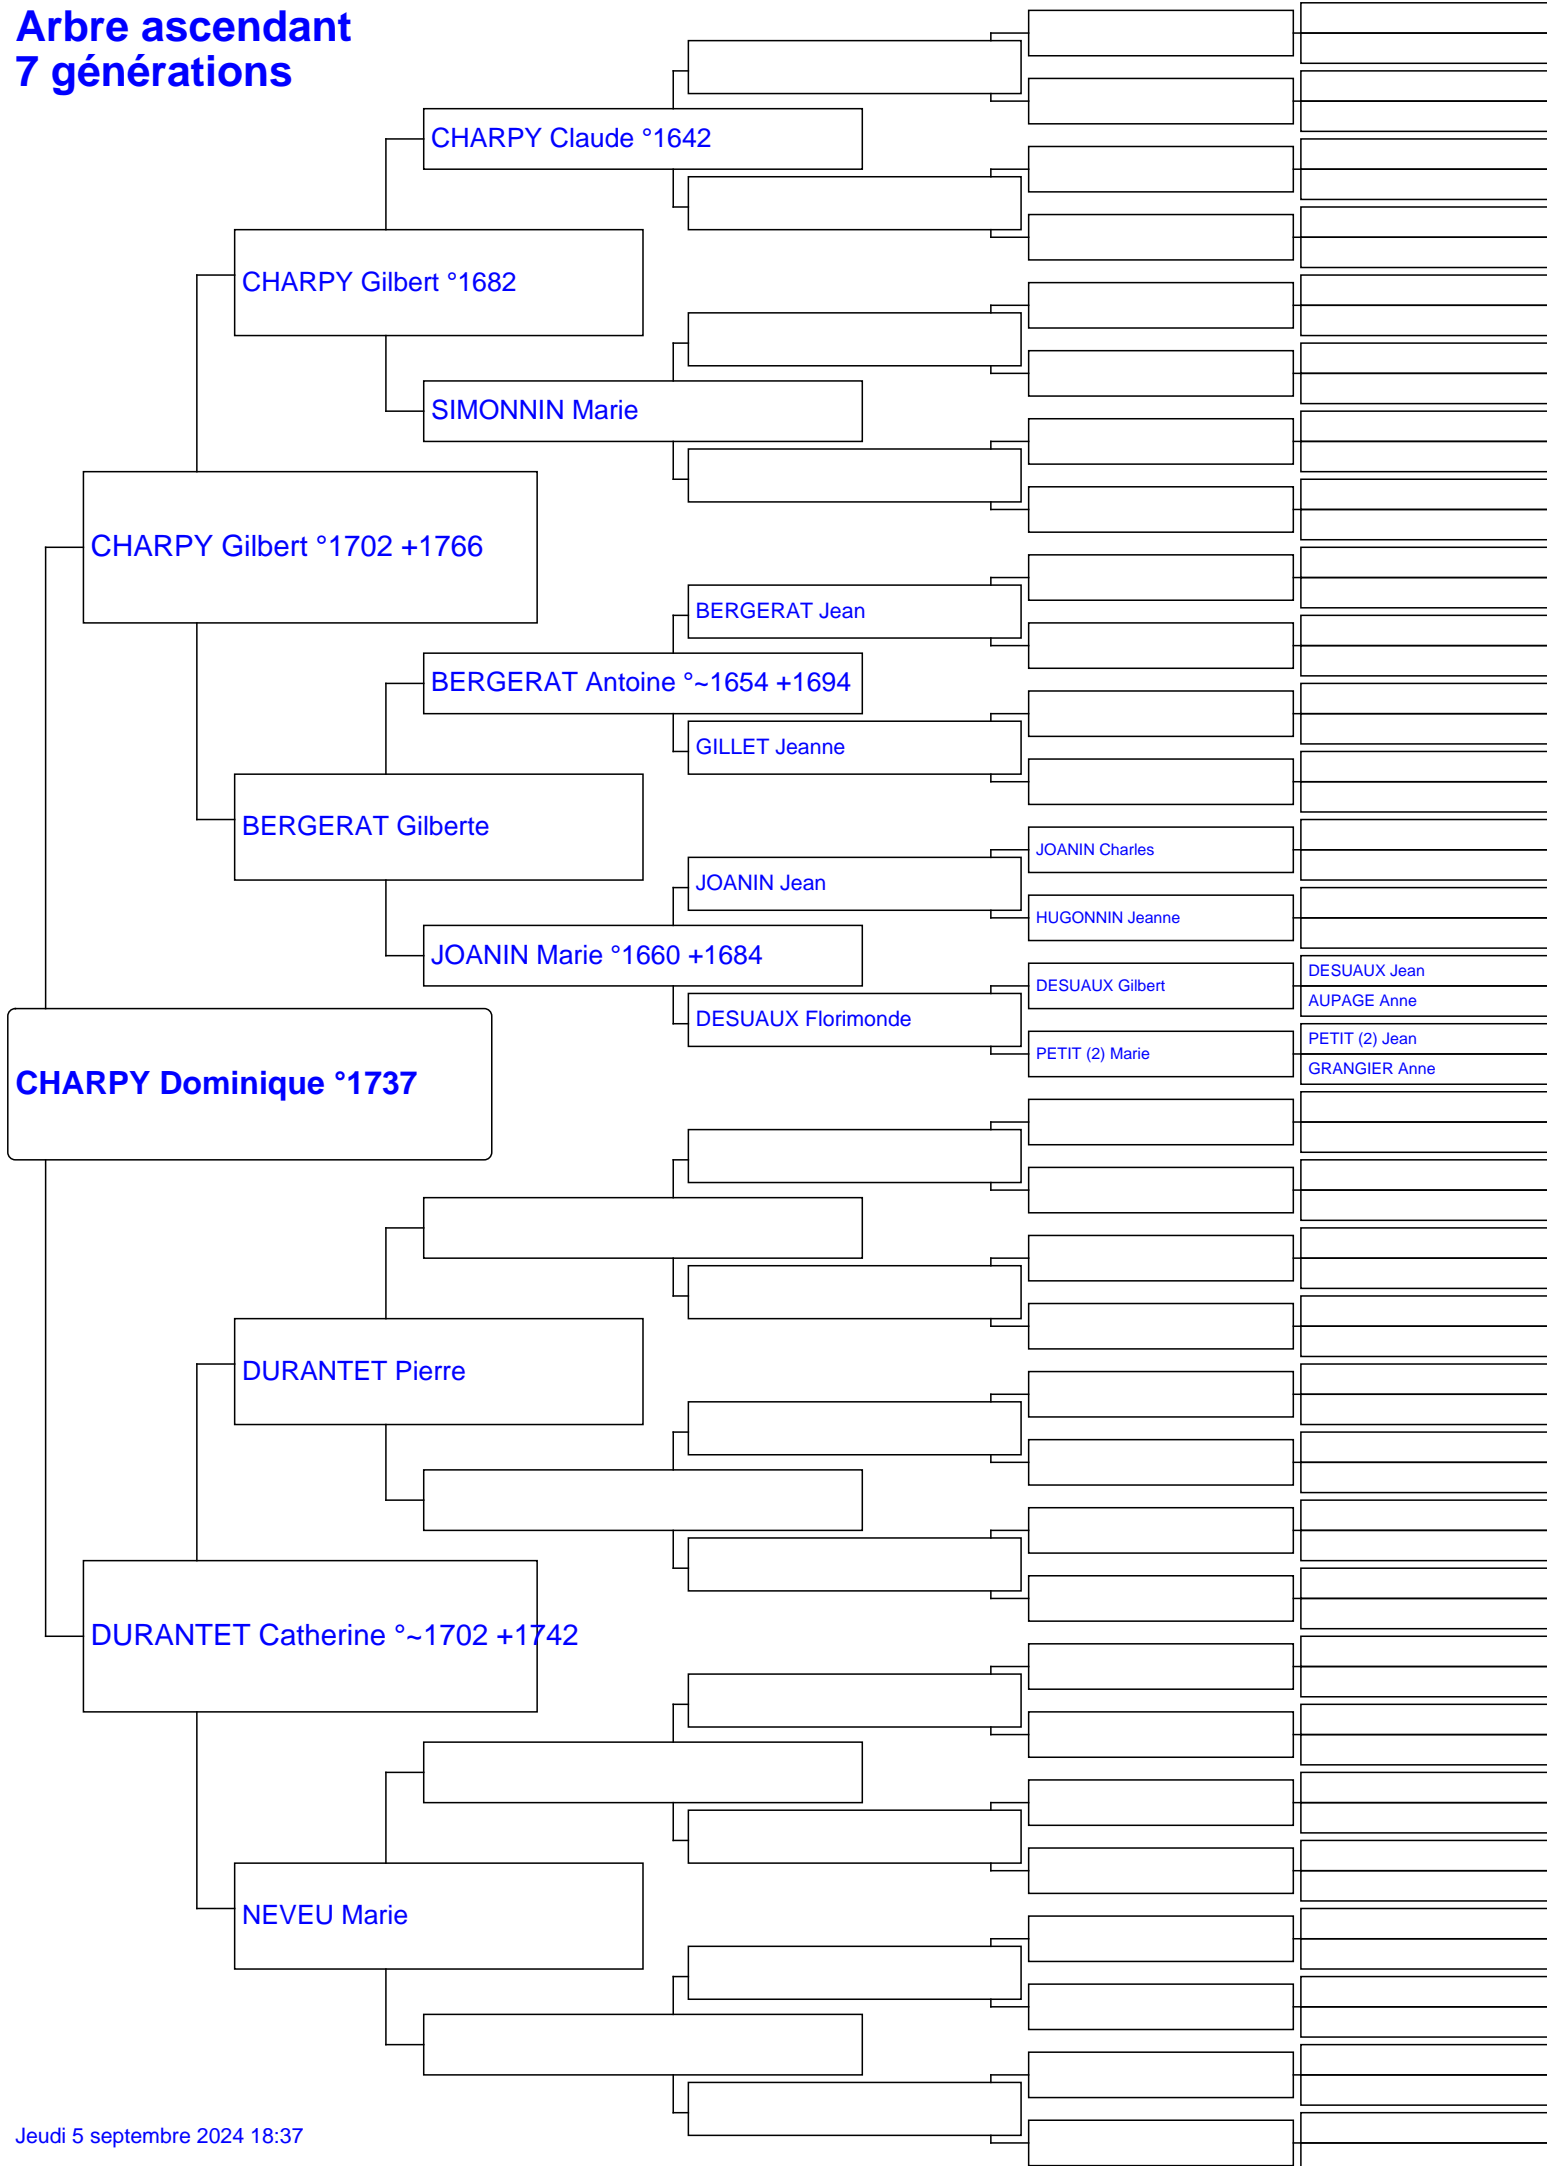 Arbre ascendant
7 générations
CHARPY Claude °1642
CHARPY Gilbert °1682
SIMONNIN Marie
CHARPY Gilbert °1702 +1766
BERGERAT Jean
BERGERAT Antoine °~1654 +1694
GILLET Jeanne
BERGERAT Gilberte
JOANIN Charles
JOANIN Jean
HUGONNIN Jeanne
JOANIN Marie °1660 +1684
DESUAUX Jean
DESUAUX Gilbert
AUPAGE Anne
DESUAUX Florimonde
PETIT (2) Jean
PETIT (2) Marie
GRANGIER Anne
CHARPY Dominique °1737
DURANTET Pierre
DURANTET Catherine °~1702 +1742
NEVEU Marie
Jeudi 5 septembre 2024 18:37